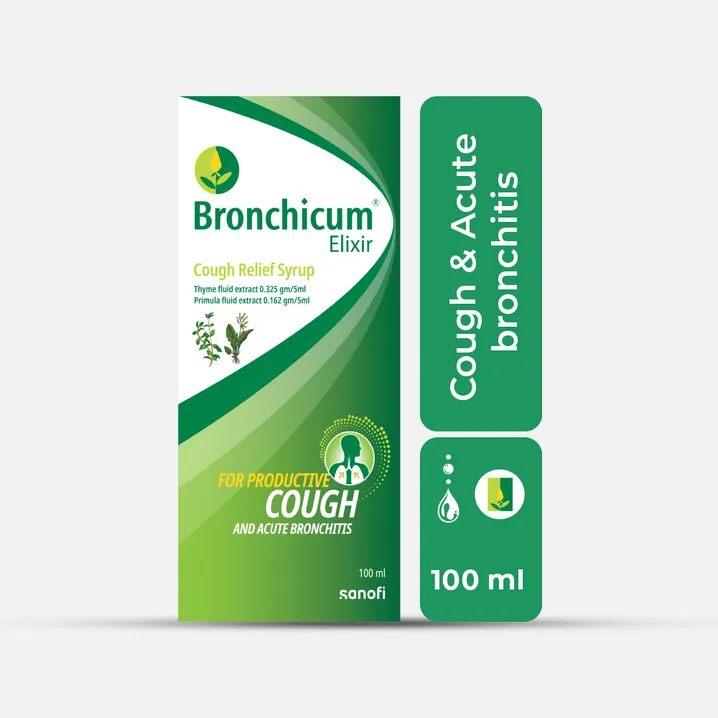 Bronchicum®
Elixir
Cough Relief Syrup
Thyme fluid extract 0.325 gm/5ml
Primula fluid extract 0.162 gm/5ml
FOR PRODUCTIVE
COUGH
AND ACUTE BRONCHITIS
100 ml
sanofi
Cough & Acute
bronchitis
100 ml